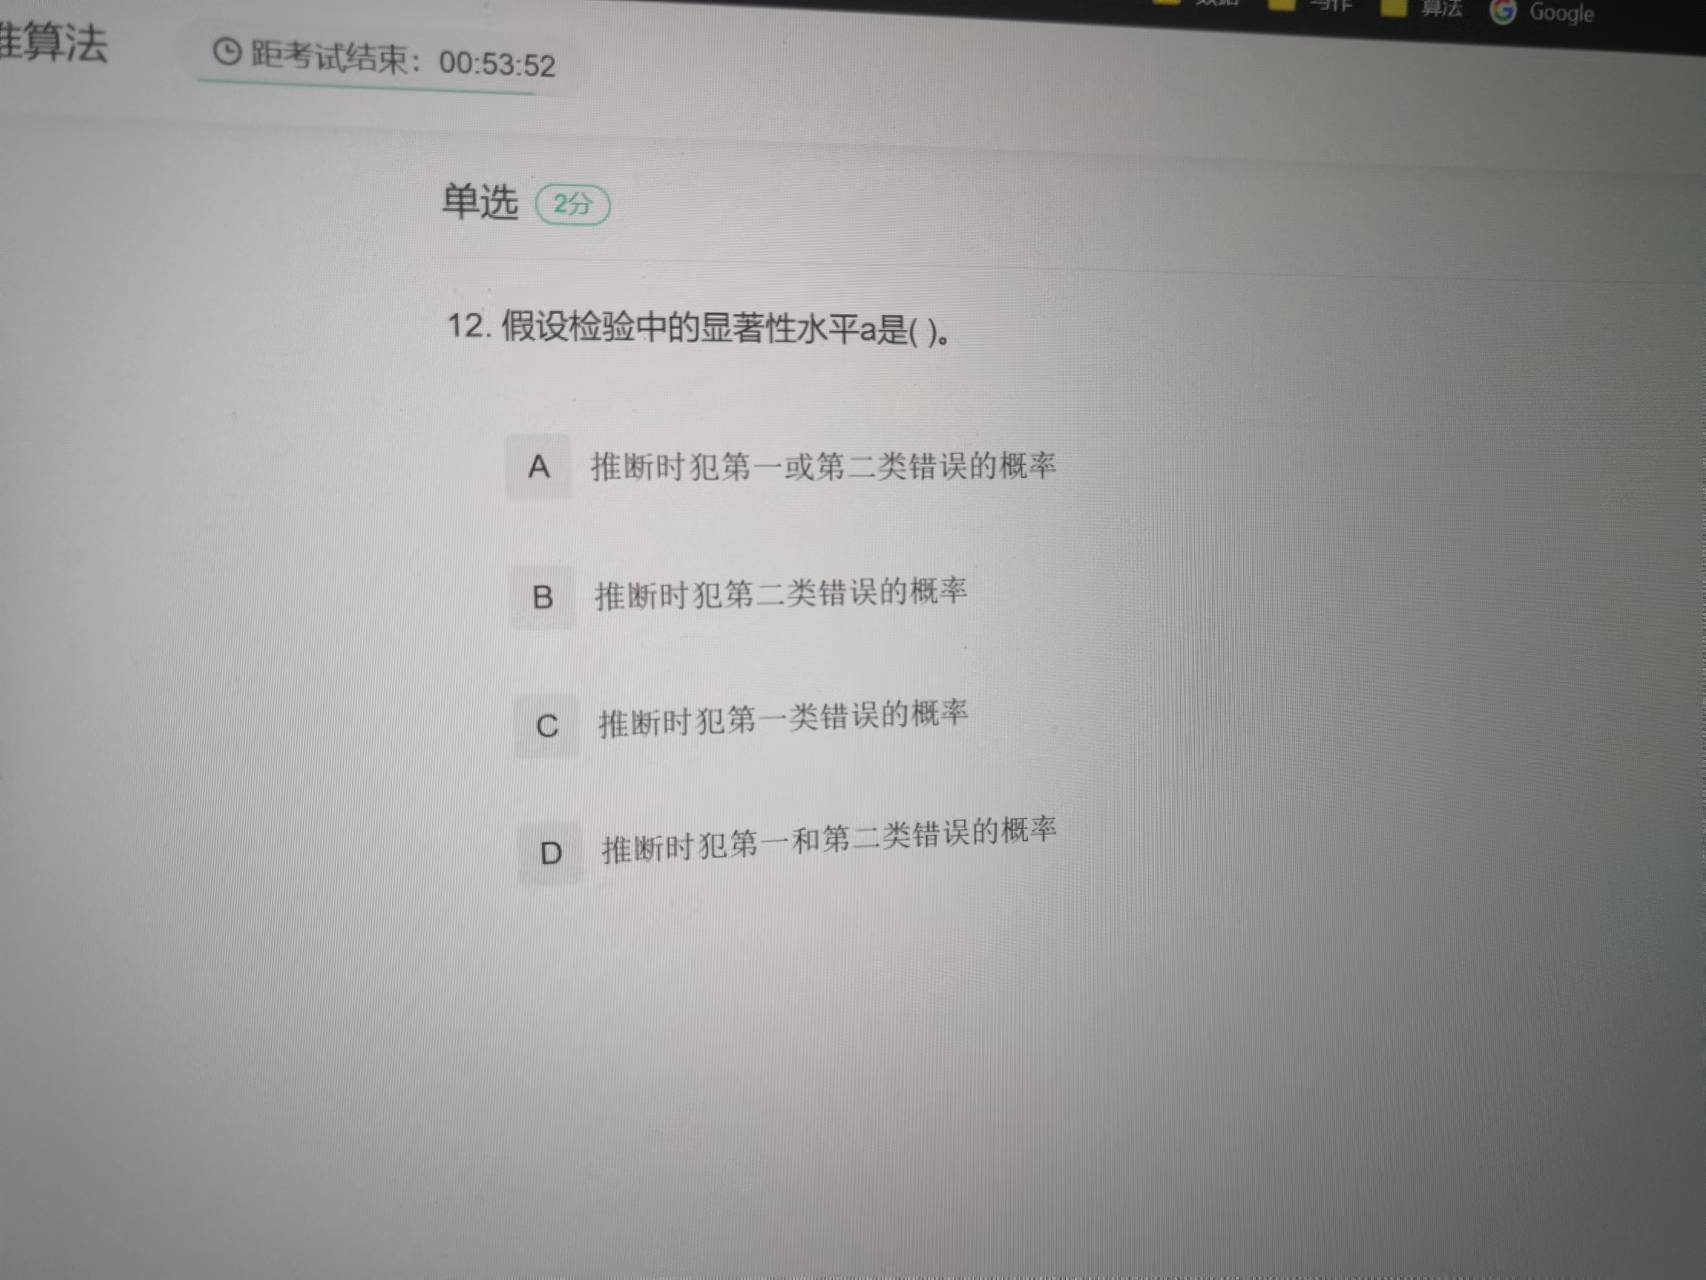 算法 Google
准算法 距考试结束：00:53:52
单选 2分
12. 假设检验中的显著性水平a是( )。
A 推断时犯第一或第二类错误的概率
B 推断时犯第二类错误的概率
C 推断时犯第一类错误的概率
D 推断时犯第一和第二类错误的概率